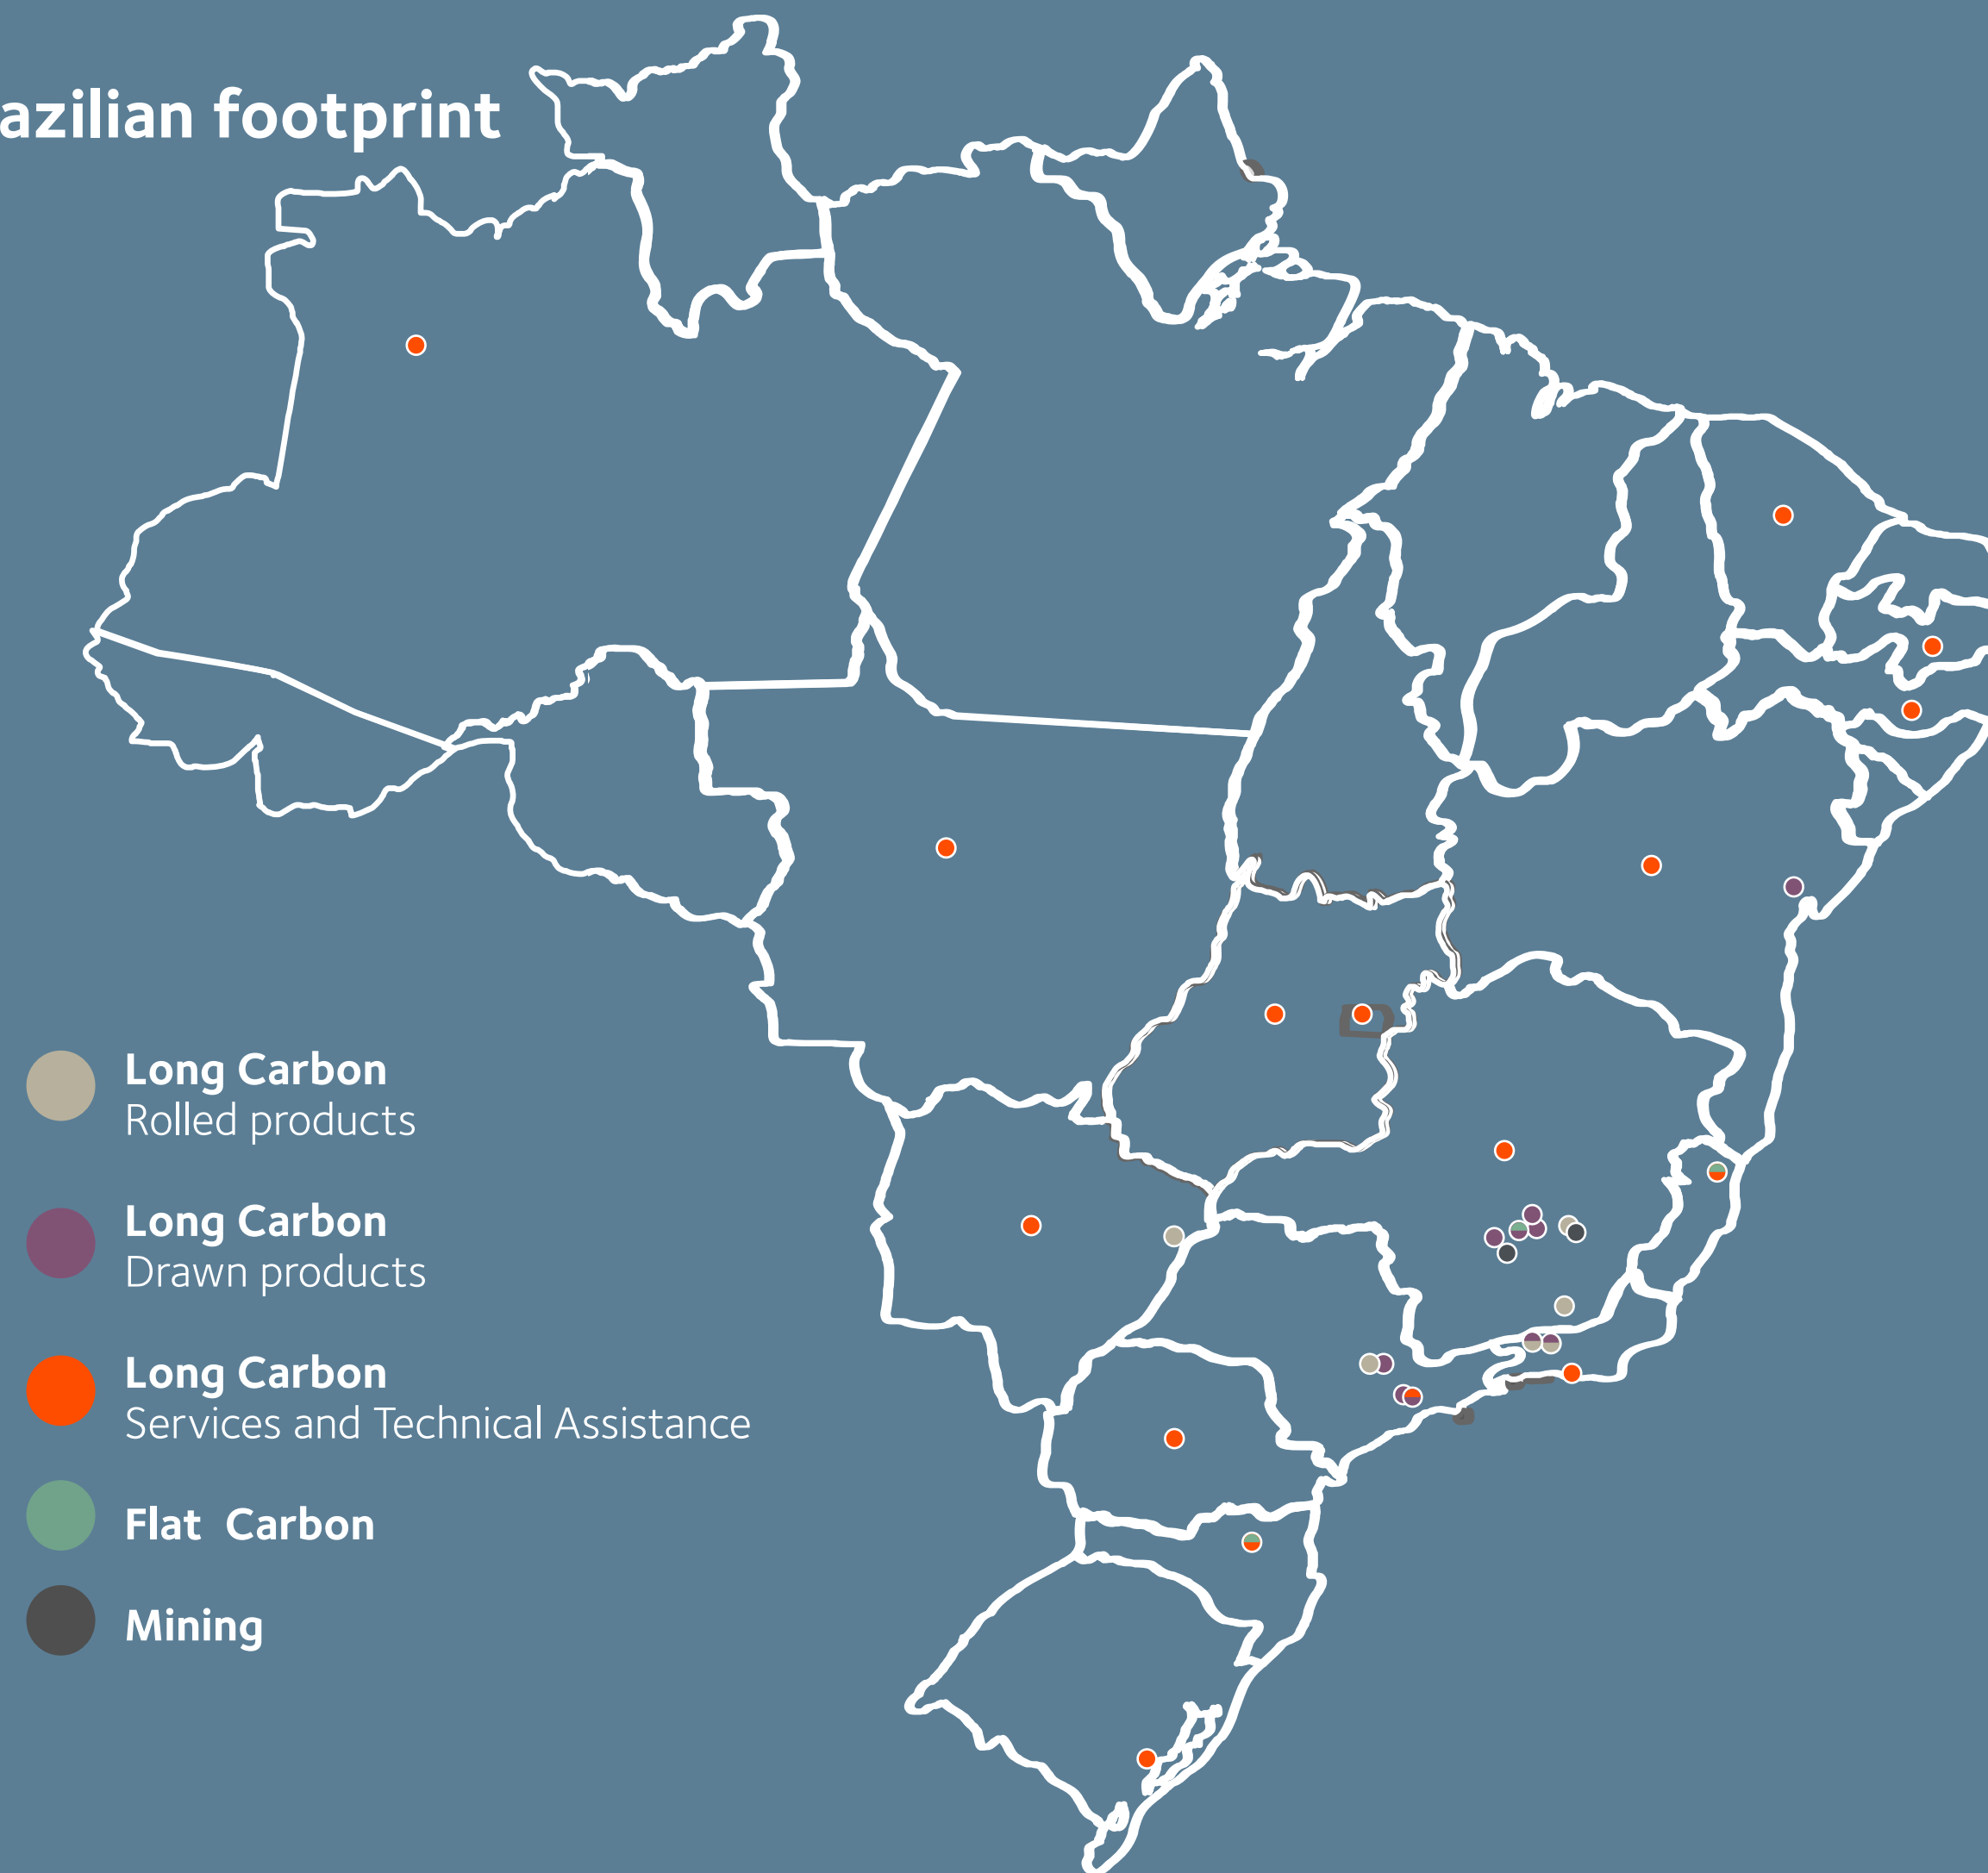 azilian footprint
Long Carbon
Rolled products
Long Carbon
Drawn products
Long Carbon
Services and Technical Assistance
Flat Carbon
Mining